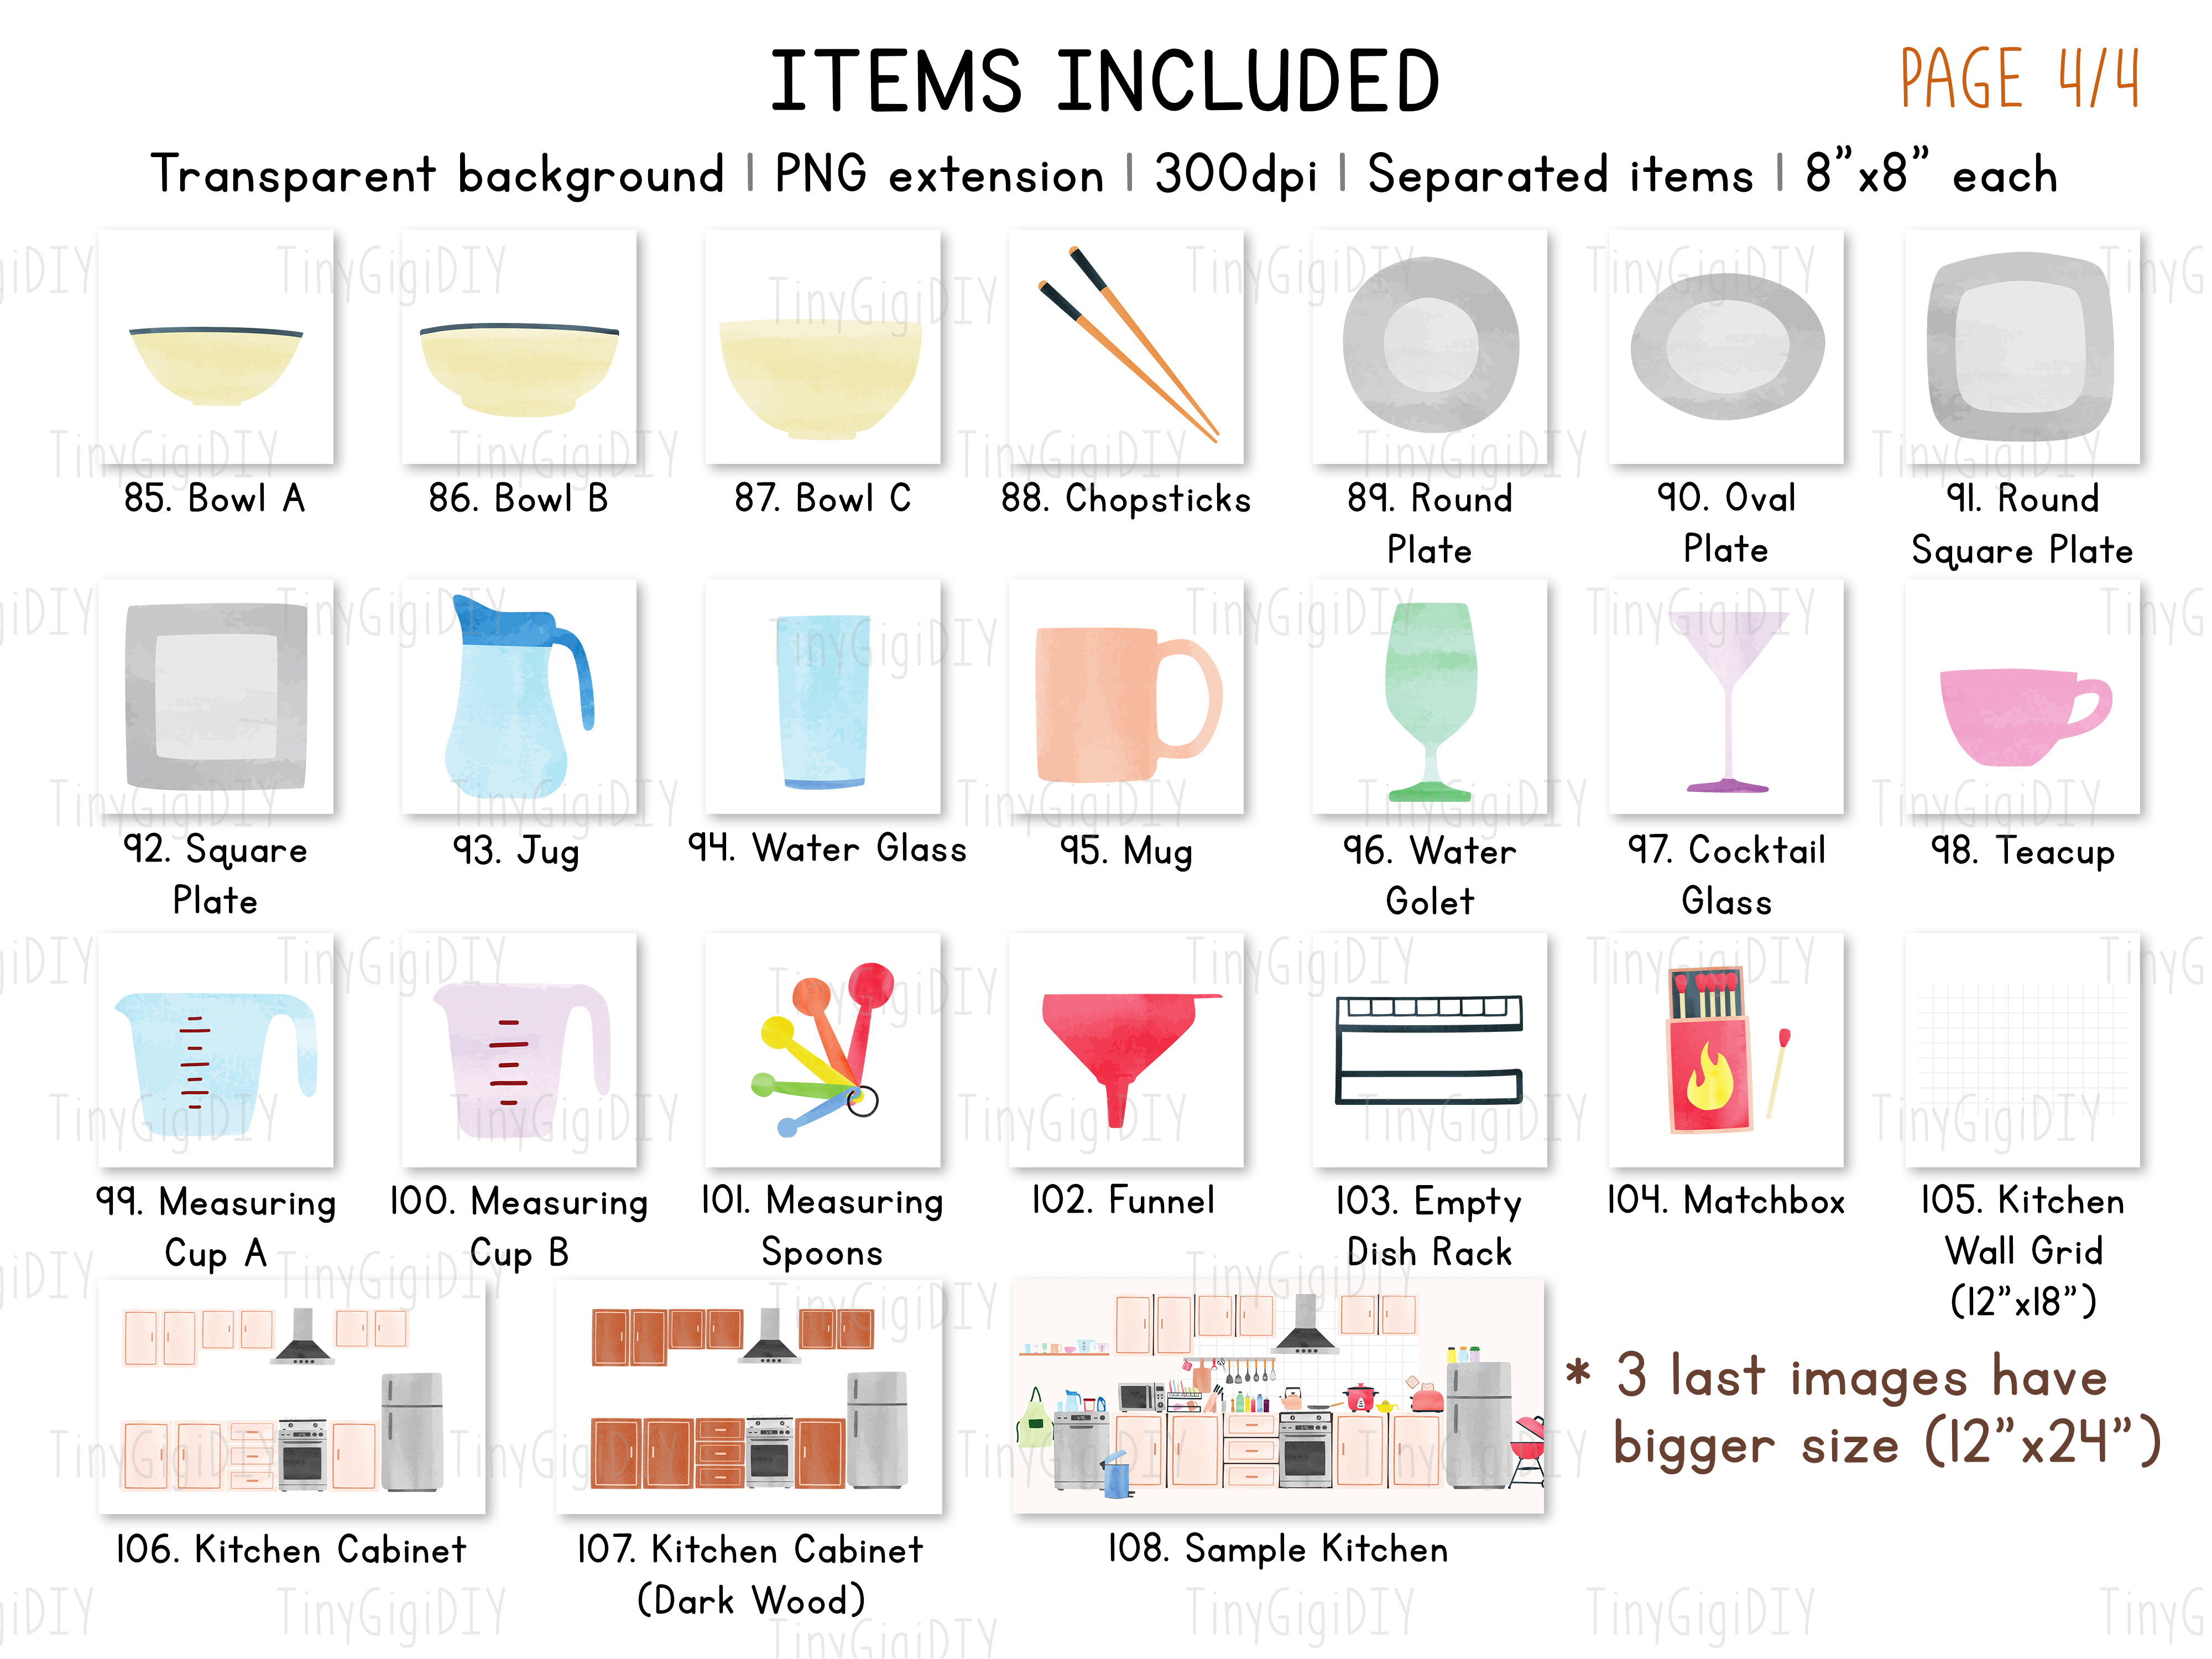 ITEMS INCLUDED
PAGE 4/4
Transparent background | PNG extension | 300dpi | Separated items | 8”x8” each
85. Bowl A
86. Bowl B
87. Bowl C
88. Chopsticks
89. Round
Plate
90. Oval
Plate
91. Round
Square Plate
92. Square
Plate
93. Jug
94. Water Glass
95. Mug
96. Water
Golet
97. Cocktail
Glass
98. Teacup
99. Measuring
Cup A
100. Measuring
Cup B
101. Measuring
Spoons
102. Funnel
103. Empty
Dish Rack
104. Matchbox
105. Kitchen
Wall Grid
(12”x18”)
106. Kitchen Cabinet
107. Kitchen Cabinet
(Dark Wood)
108. Sample Kitchen
* 3 last images have
bigger size (12”x24”)
TinyGigiDIY